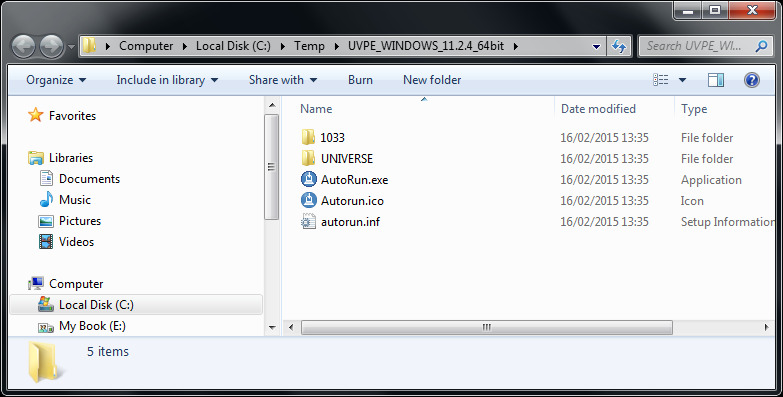 Computer ▸ Local Disk (C:) ▸ Temp ▸ UVPE_WINDOWS_11.2.4_64bit ▸ Search UVPE_WI...
Organize Include in library Share with Burn New folder
Favorites
Libraries
Documents
Music
Pictures
Videos
Computer
Local Disk (C:)
My Book (E:)
Name Date modified Type
1033 16/02/2015 13:35 File folder
UNIVERSE 16/02/2015 13:35 File folder
AutoRun.exe 16/02/2015 13:35 Application
Autorun.ico 16/02/2015 13:35 Icon
autorun.inf 16/02/2015 13:35 Setup Information
5 items